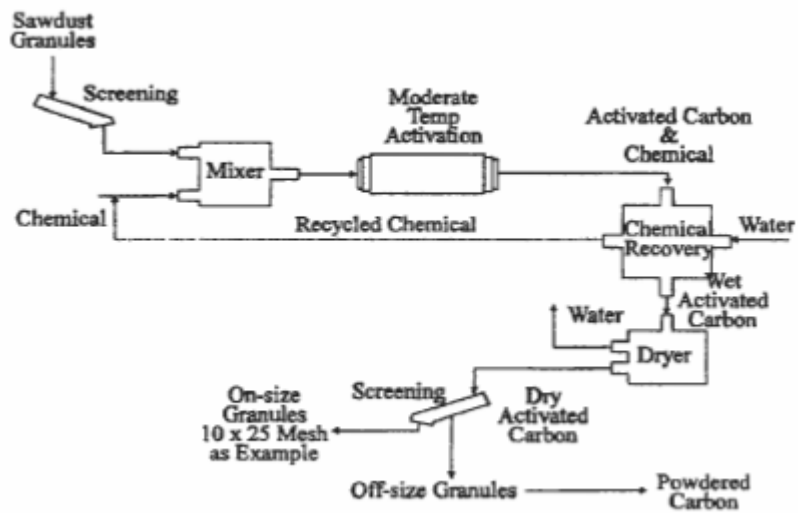 Sawdust
Granules
Screening
Moderate
Temp
Activation
Activated Carbon
&
Chemical
Mixer
Chemical
Recycled Chemical
Chemical
Recovery
Water
Wet
Activated
Carbon
Water
Dryer
Screening
On-size
Granules
10 x 25 Mesh
as Example
Dry
Activated
Carbon
Off-size Granules
Powdered
Carbon